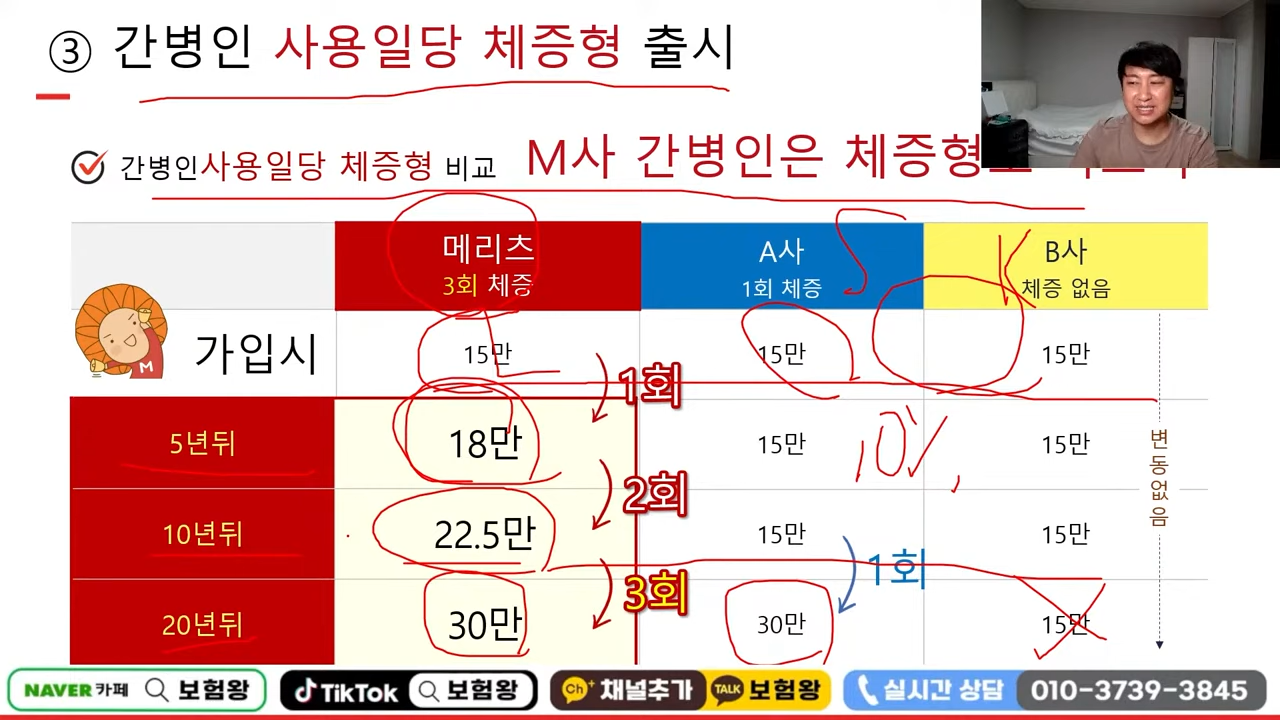 ③ 간병인 사용일당 체증형 출시
간병인사용일당 체증형 비교
M사 간병인은 체증형
메리츠 A사 B사
3회 체증 1회 체증 체증 없음
M
가입시 15만 15만 15만
1회
5년뒤 18만 15만 15만
10%
변동없음
2회
10년뒤 22.5만 15만 15만
3회 1회
20년뒤 30만 30만 15만
S
K
NAVER 카페 보험왕
TikTok 보험왕
Ch+ 채널추가 TALK 보험왕
실시간 상담 010-3739-3845